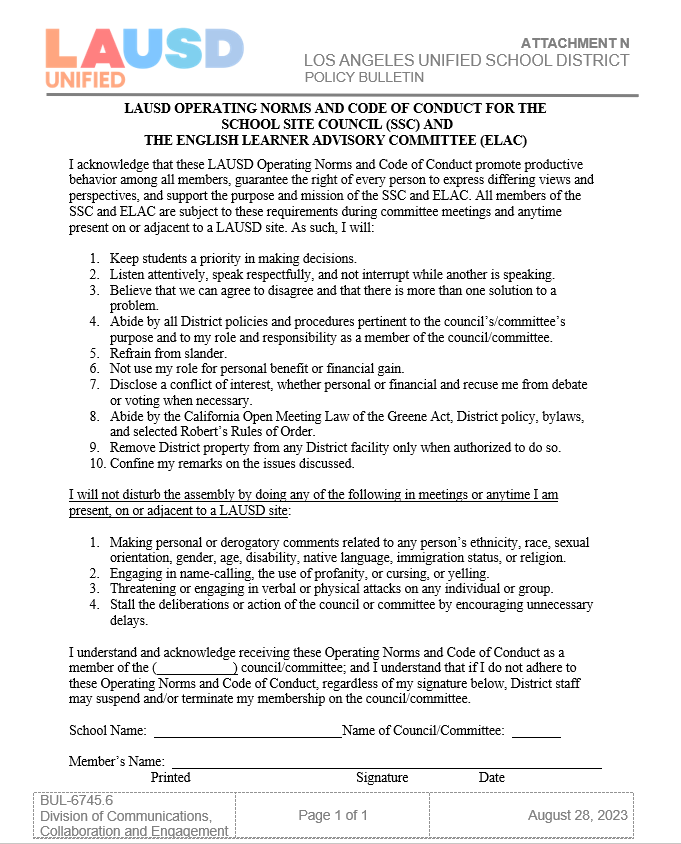 LAUSD
UNIFIED
ATTACHMENT N
LOS ANGELES UNIFIED SCHOOL DISTRICT
POLICY BULLETIN
LAUSD OPERATING NORMS AND CODE OF CONDUCT FOR THE
SCHOOL SITE COUNCIL (SSC) AND
THE ENGLISH LEARNER ADVISORY COMMITTEE (ELAC)
I acknowledge that these LAUSD Operating Norms and Code of Conduct promote productive
behavior among all members, guarantee the right of every person to express differing views and
perspectives, and support the purpose and mission of the SSC and ELAC. All members of the
SSC and ELAC are subject to these requirements during committee meetings and anytime
present on or adjacent to a LAUSD site. As such, I will:
1. Keep students a priority in making decisions.
2. Listen attentively, speak respectfully, and not interrupt while another is speaking.
3. Believe that we can agree to disagree and that there is more than one solution to a
problem.
4. Abide by all District policies and procedures pertinent to the council's/committee's
purpose and to my role and responsibility as a member of the council/committee.
5. Refrain from slander.
6. Not use my role for personal benefit or financial gain.
7. Disclose a conflict of interest, whether personal or financial and recuse me from debate
or voting when necessary.
8. Abide by the California Open Meeting Law of the Greene Act, District policy, bylaws,
and selected Robert's Rules of Order.
9. Remove District property from any District facility only when authorized to do so.
10. Confine my remarks on the issues discussed.
I will not disturb the assembly by doing any of the following in meetings or anytime I am
present, on or adjacent to a LAUSD site:
1. Making personal or derogatory comments related to any person's ethnicity, race, sexual
orientation, gender, age, disability, native language, immigration status, or religion.
2. Engaging in name-calling, the use of profanity, or cursing, or yelling.
3. Threatening or engaging in verbal or physical attacks on any individual or group.
4. Stall the deliberations or action of the council or committee by encouraging unnecessary
delays.
I understand and acknowledge receiving these Operating Norms and Code of Conduct as a
member of the (___________) council/committee; and I understand that if I do not adhere to
these Operating Norms and Code of Conduct, regardless of my signature below, District staff
may suspend and/or terminate my membership on the council/committee.
School Name: __________________________Name of Council/Committee: _______
Member's Name: ____________________________________________________________
Printed Signature Date
BUL-6745.6
Division of Communications,
Collaboration and Engagement
Page 1 of 1
August 28, 2023